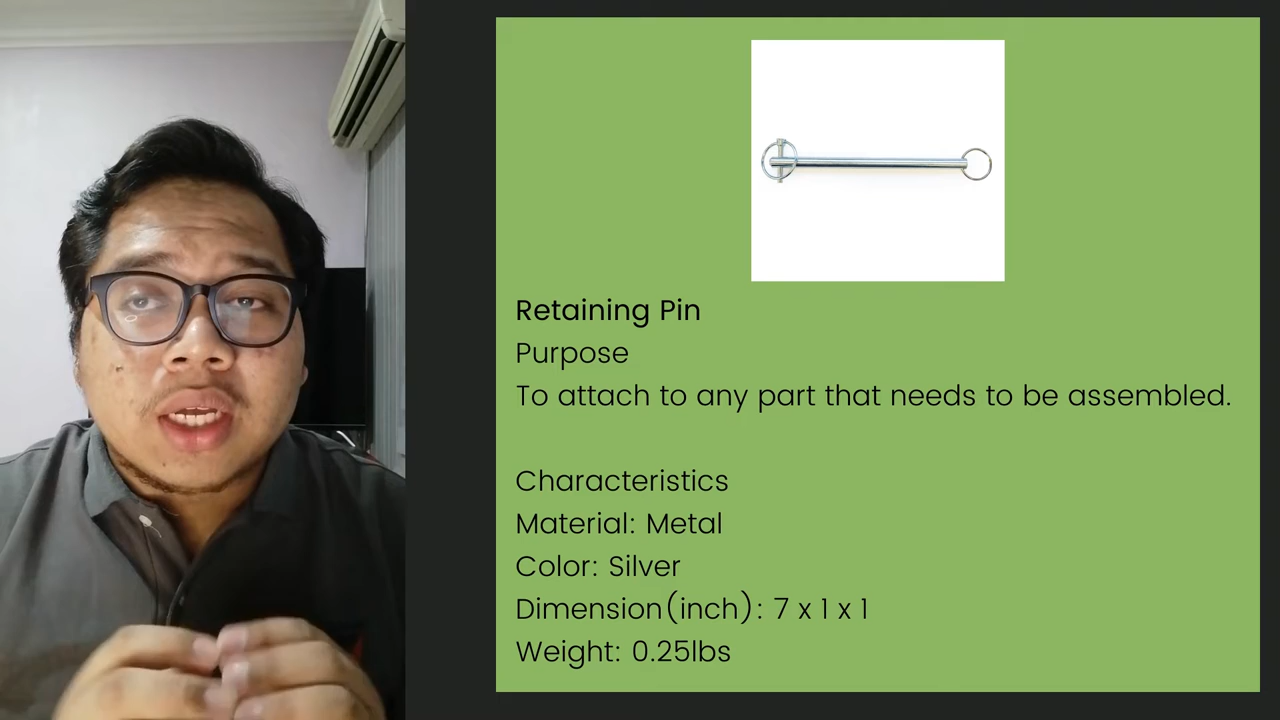 Retaining Pin
Purpose
To attach to any part that needs to be assembled.
Characteristics
Material: Metal
Color: Silver
Dimension(inch): 7 x 1 x 1
Weight: 0.25lbs